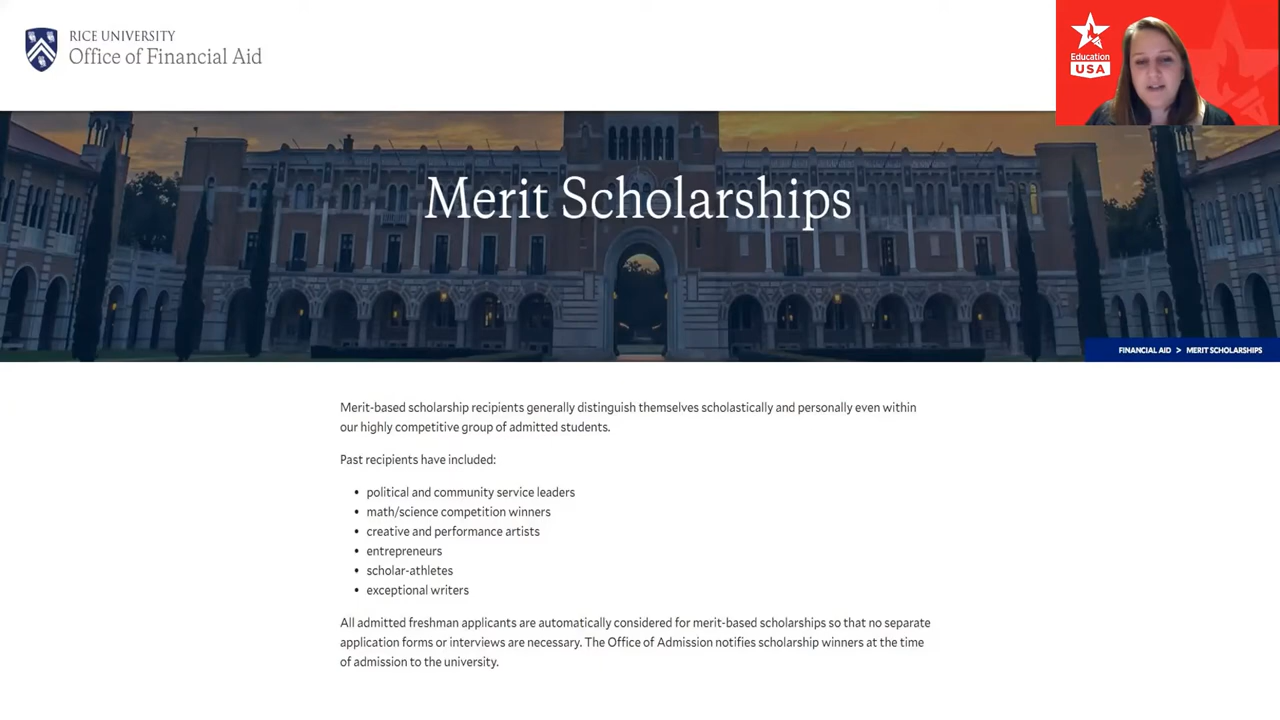 RICE UNIVERSITY
Office of Financial Aid
Education
USA
Merit Scholarships
FINANCIAL AID > MERIT SCHOLARSHIPS
Merit-based scholarship recipients generally distinguish themselves scholastically and personally even within
our highly competitive group of admitted students.
Past recipients have included:
• political and community service leaders
• math/science competition winners
• creative and performance artists
• entrepreneurs
• scholar-athletes
• exceptional writers
All admitted freshman applicants are automatically considered for merit-based scholarships so that no separate
application forms or interviews are necessary. The Office of Admission notifies scholarship winners at the time
of admission to the university.